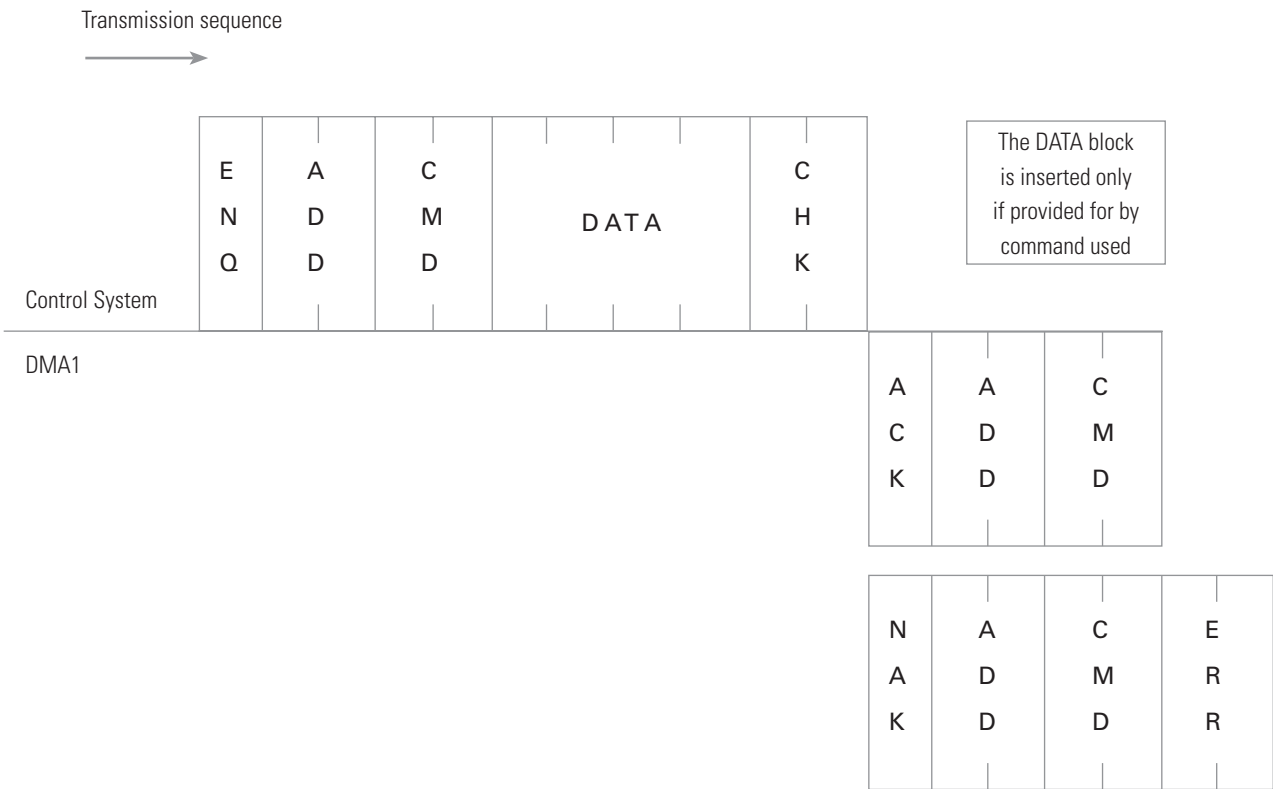 Transmission sequence
E A C C
N D M DATA H
Q D D K
The DATA block
is inserted only
if provided for by
command used
Control System
DMA1
A A C
C D M
K D D
N A C E
A D M R
K D D R